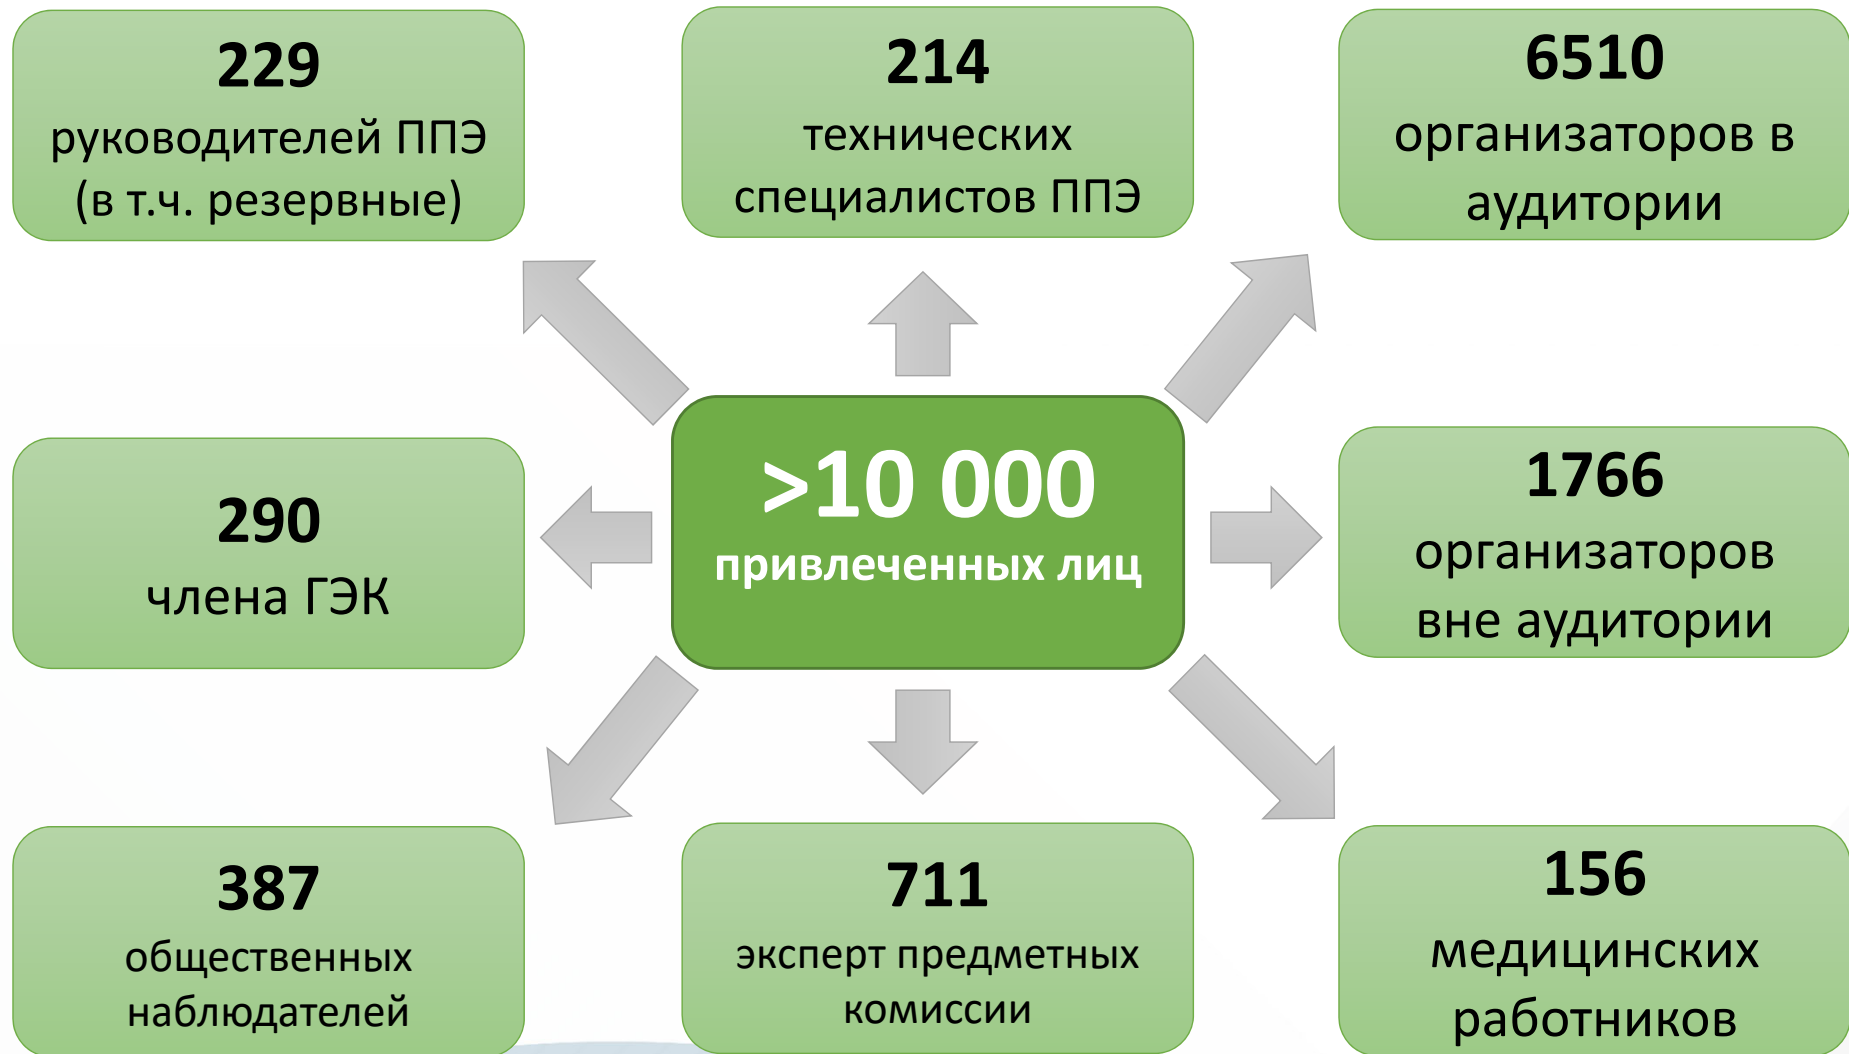 229
руководителей ППЭ
(в т.ч. резервные)
214
технических
специалистов ППЭ
6510
организаторов в
аудитории
290
члена ГЭК
>10 000
привлеченных лиц
1766
организаторов
вне аудитории
387
общественных
наблюдателей
711
эксперт предметных
комиссии
156
медицинских
работников